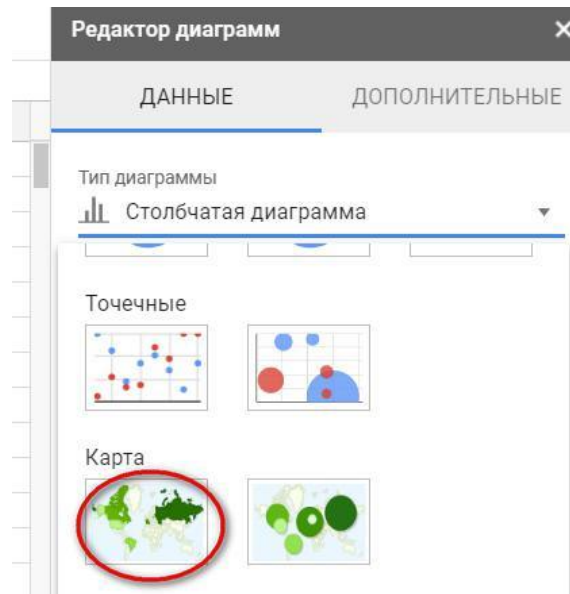 Редактор диаграмм
ДАННЫЕ ДОПОЛНИТЕЛЬНЫЕ
Тип диаграммы
Столбчатая диаграмма
Точечные
Карта